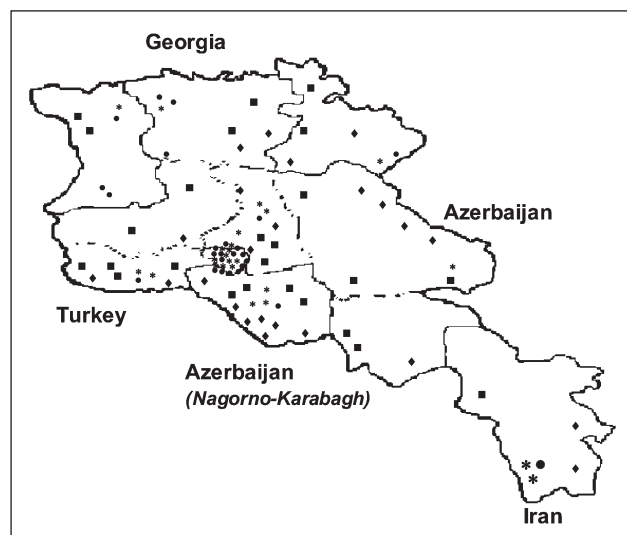 Georgia
Azerbaijan
Turkey
Azerbaijan
(Nagorno-Karabagh)
Iran